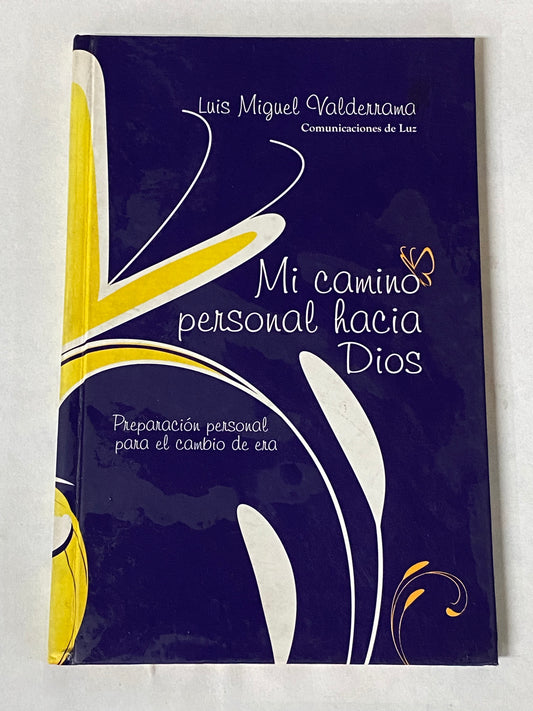 Luis Miguel Valderrama
Comunicaciones de Luz
Mi camino
personal hacia
Dios
Preparación personal
para el cambio de era